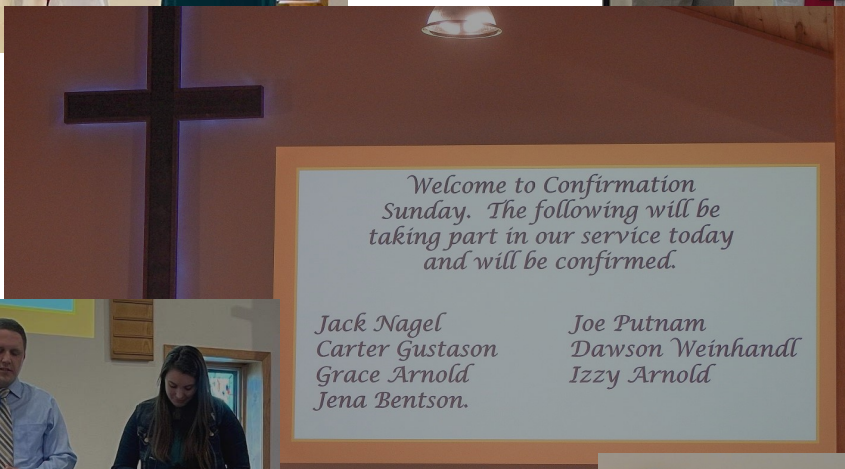 Welcome to Confirmation
Sunday. The following will be
taking part in our service today
and will be confirmed.
Jack Nagel
Carter Gustason
Grace Arnold
Jena Bentson.
Joe Putnam
Dawson Weinhandl
Izzy Arnold